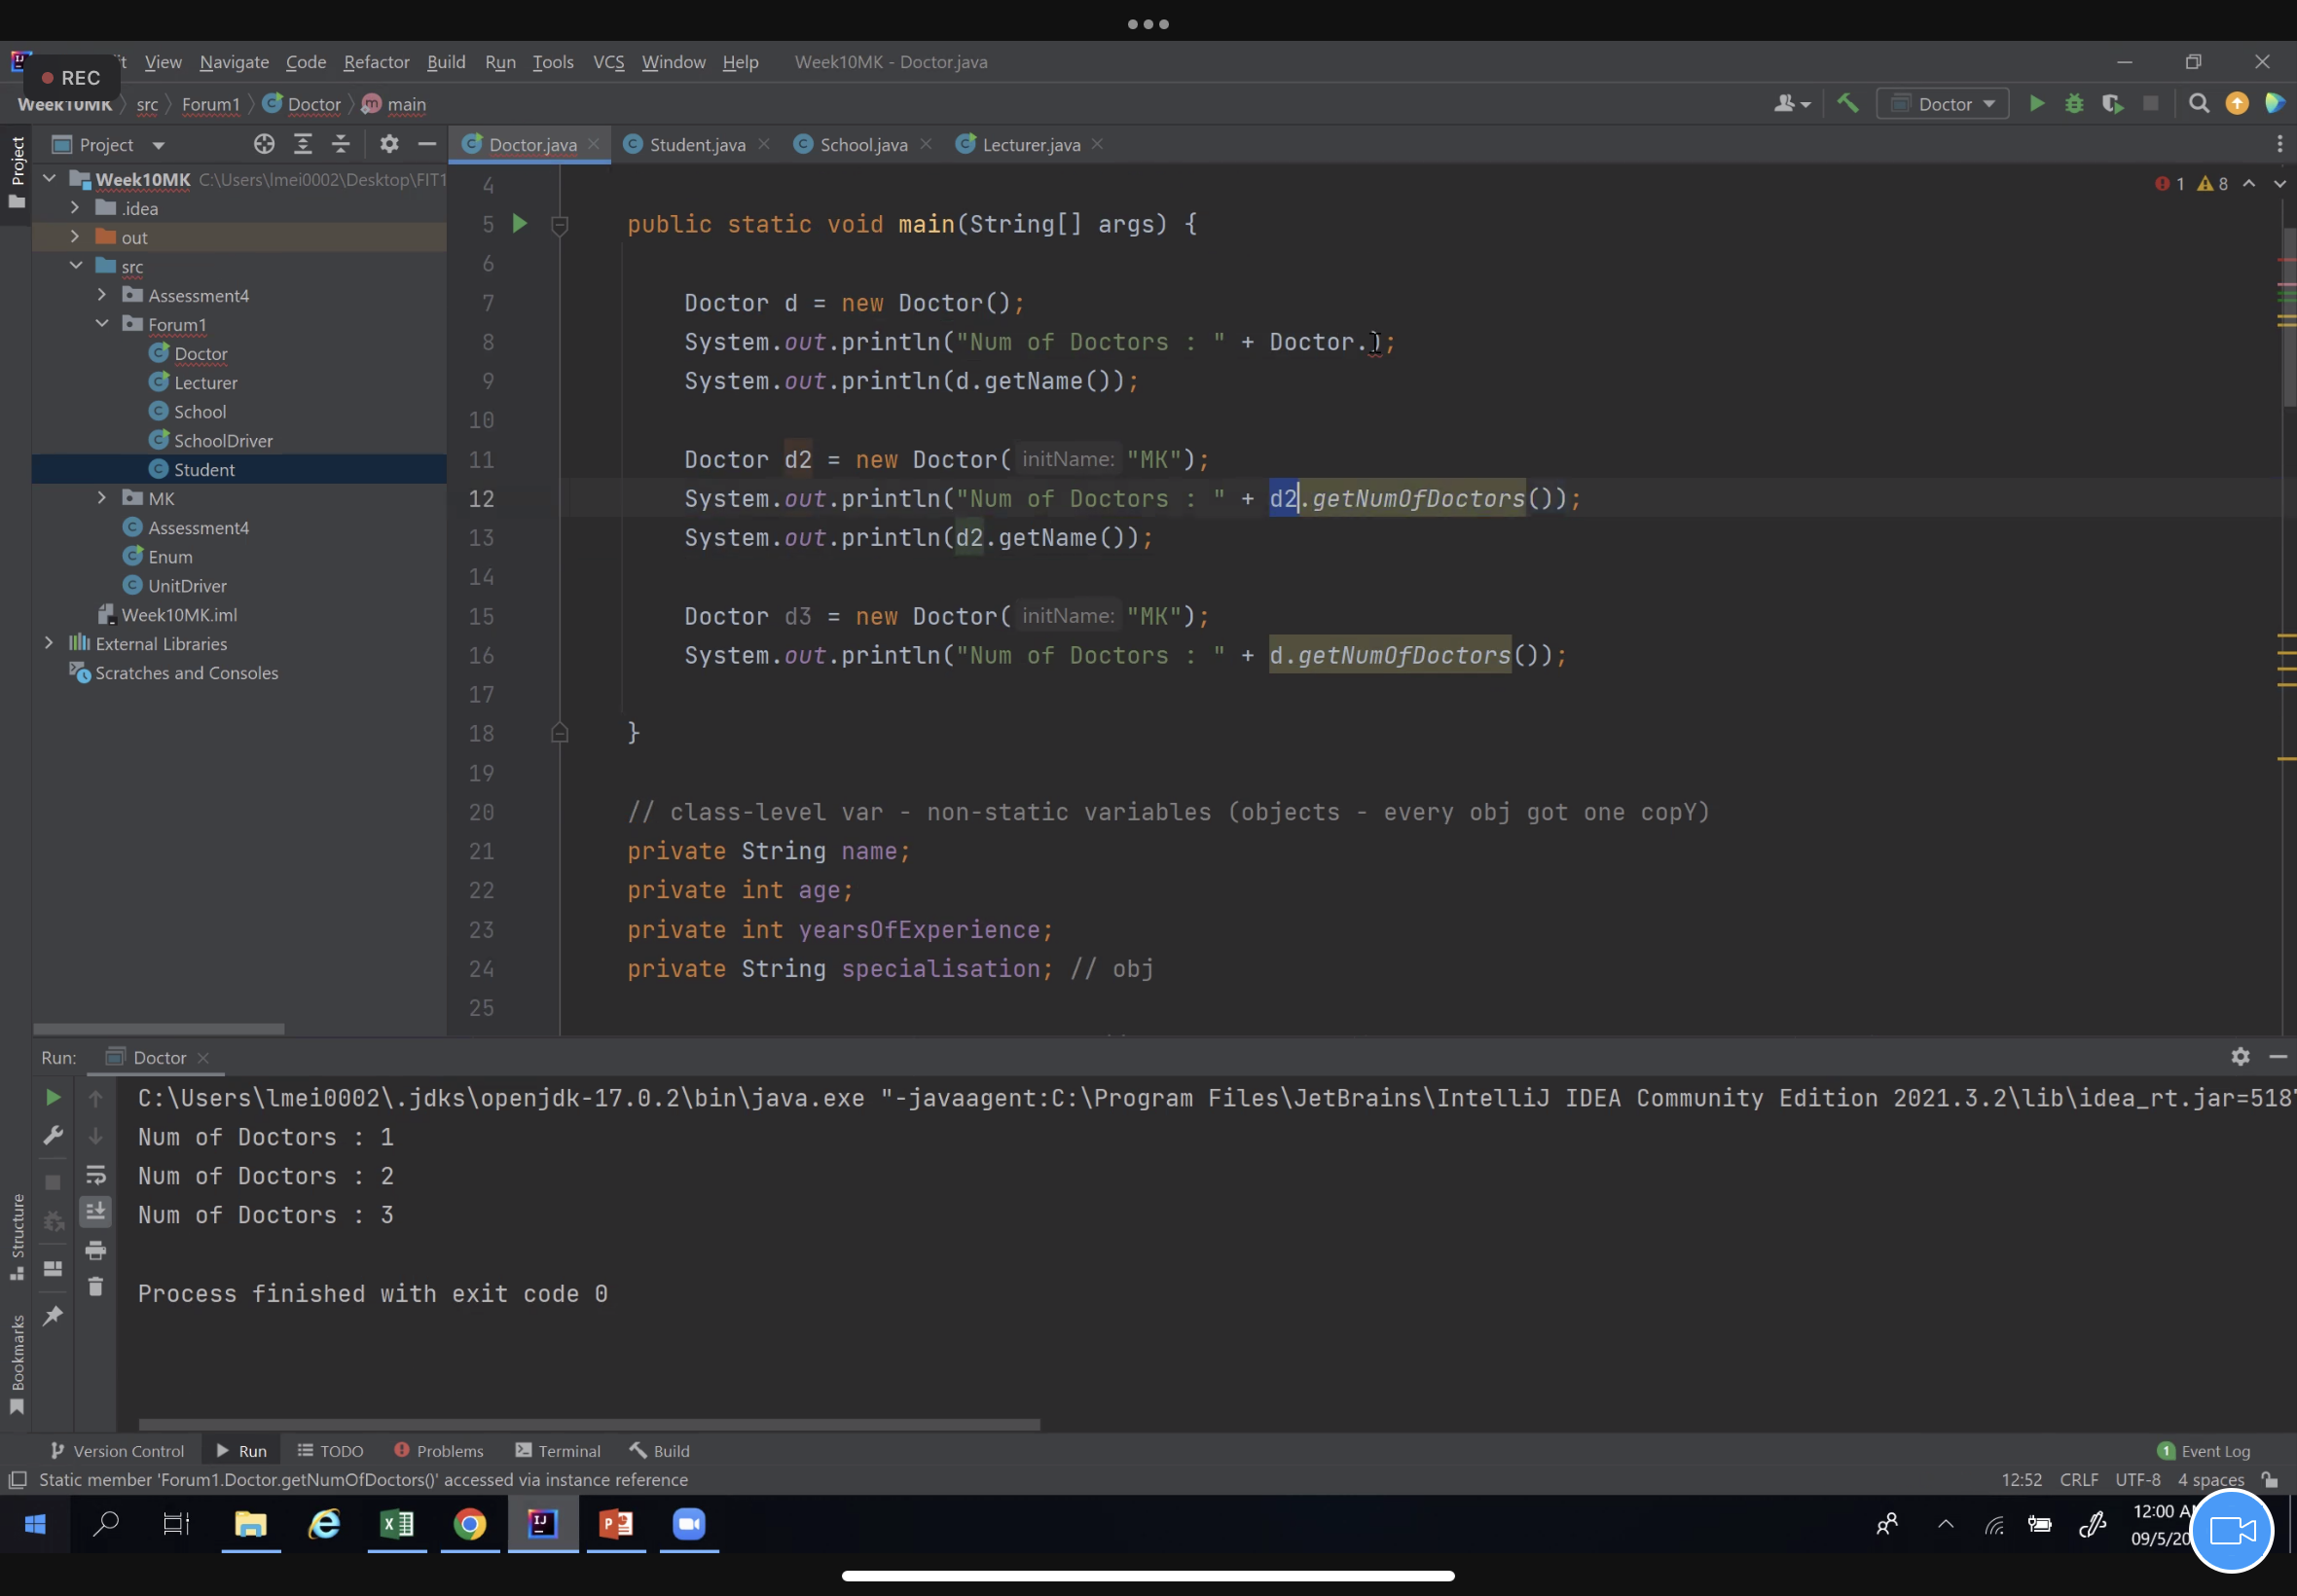 REC
t View Navigate Code Refactor Build Run Tools VCS Window Help Week10MK - Doctor.java
Week10MK src Forum1 Doctor main
Doctor
Project
Project
Doctor.java Student.java School.java Lecturer.java
Week10MK C:\Users\lmei0002\Desktop\FIT1
.idea
out
src
Assessment4
Forum1
Doctor
Lecturer
School
SchoolDriver
Student
MK
Assessment4
Enum
UnitDriver
Week10MK.iml
External Libraries
Scratches and Consoles
1 8
4
5 public static void main(String[] args) {
6
7 Doctor d = new Doctor();
8 System.out.println("Num of Doctors : " + Doctor.);
9 System.out.println(d.getName());
10
11 Doctor d2 = new Doctor( initName: "MK");
12 System.out.println("Num of Doctors : " + d2.getNumOfDoctors());
13 System.out.println(d2.getName());
14
15 Doctor d3 = new Doctor( initName: "MK");
16 System.out.println("Num of Doctors : " + d.getNumOfDoctors());
17
18 }
19
20 // class-level var - non-static variables (objects - every obj got one copY)
21 private String name;
22 private int age;
23 private int yearsOfExperience;
24 private String specialisation; // obj
25
Run: Doctor
C:\Users\lmei0002\.jdks\openjdk-17.0.2\bin\java.exe "-javaagent:C:\Program Files\JetBrains\IntelliJ IDEA Community Edition 2021.3.2\lib\idea_rt.jar=518
Num of Doctors : 1
Num of Doctors : 2
Num of Doctors : 3
Process finished with exit code 0
Structure
Bookmarks
Version Control Run TODO Problems Terminal Build
1 Event Log
Static member 'Forum1.Doctor.getNumOfDoctors()' accessed via instance reference
12:52 CRLF UTF-8 4 spaces
12:00 A
09/5/20